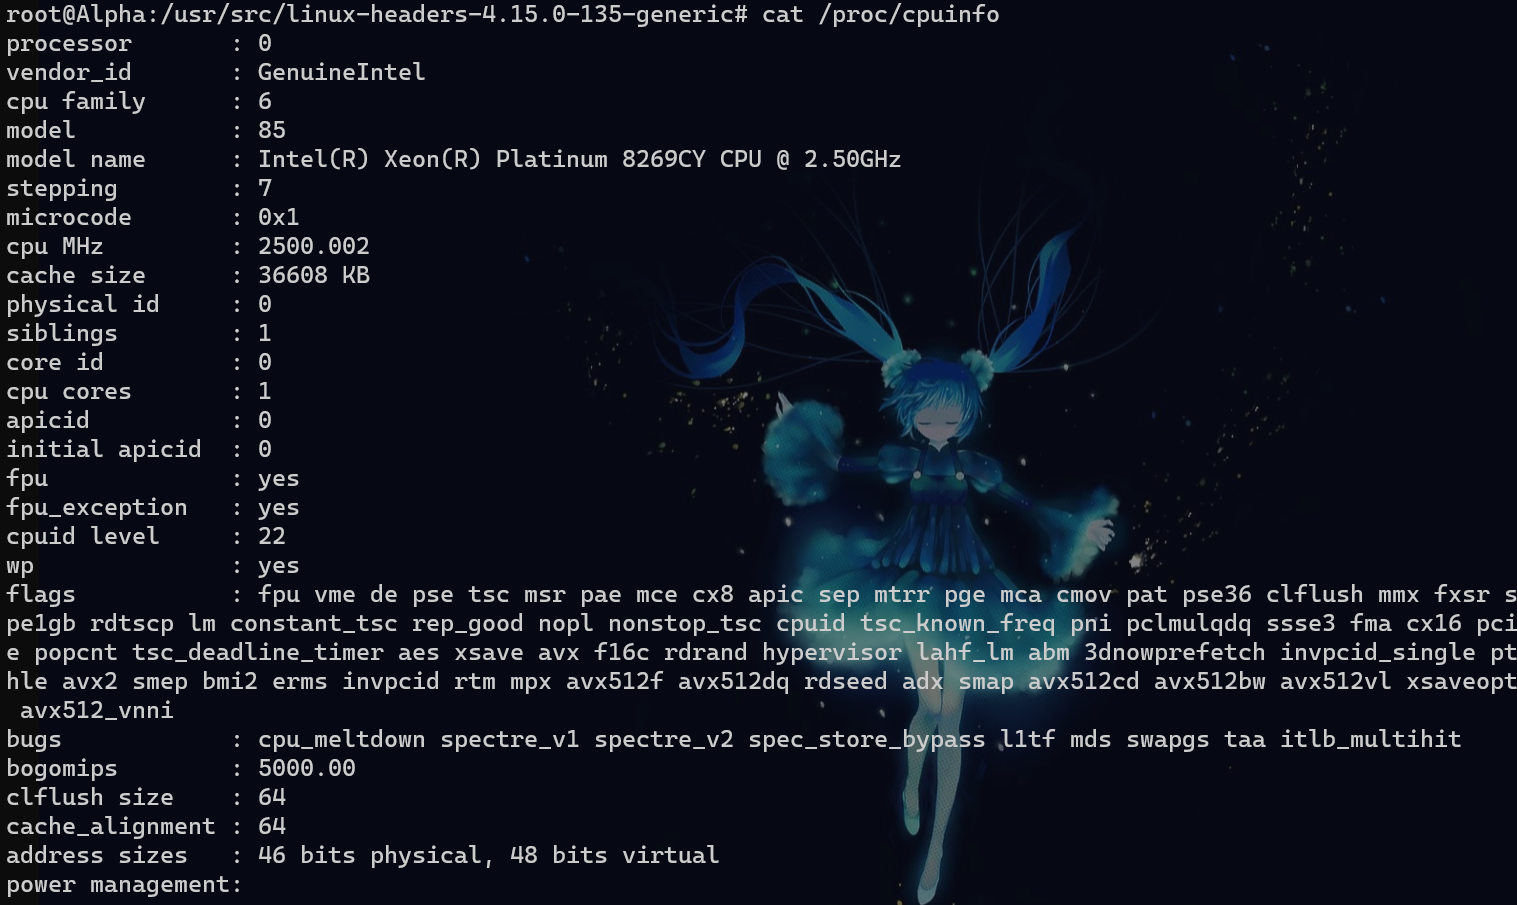 root@Alpha:/usr/src/linux-headers-4.15.0-135-generic# cat /proc/cpuinfo
processor       : 0
vendor_id       : GenuineIntel
cpu family      : 6
model           : 85
model name      : Intel(R) Xeon(R) Platinum 8269CY CPU @ 2.50GHz
stepping        : 7
microcode       : 0x1
cpu MHz         : 2500.002
cache size      : 36608 KB
physical id     : 0
siblings        : 1
core id         : 0
cpu cores       : 1
apicid          : 0
initial apicid  : 0
fpu             : yes
fpu_exception   : yes
cpuid level     : 22
wp              : yes
flags           : fpu vme de pse tsc msr pae mce cx8 apic sep mtrr pge mca cmov pat pse36 clflush mmx fxsr s
pe1gb rdtscp lm constant_tsc rep_good nopl nonstop_tsc cpuid tsc_known_freq pni pclmulqdq ssse3 fma cx16 pci
e popcnt tsc_deadline_timer aes xsave avx f16c rdrand hypervisor lahf_lm abm 3dnowprefetch invpcid_single pt
hle avx2 smep bmi2 erms invpcid rtm mpx avx512f avx512dq rdseed adx smap avx512cd avx512bw avx512vl xsaveopt
 avx512_vnni
bugs            : cpu_meltdown spectre_v1 spectre_v2 spec_store_bypass l1tf mds swapgs taa itlb_multihit
bogomips        : 5000.00
clflush size    : 64
cache_alignment : 64
address sizes   : 46 bits physical, 48 bits virtual
power management: